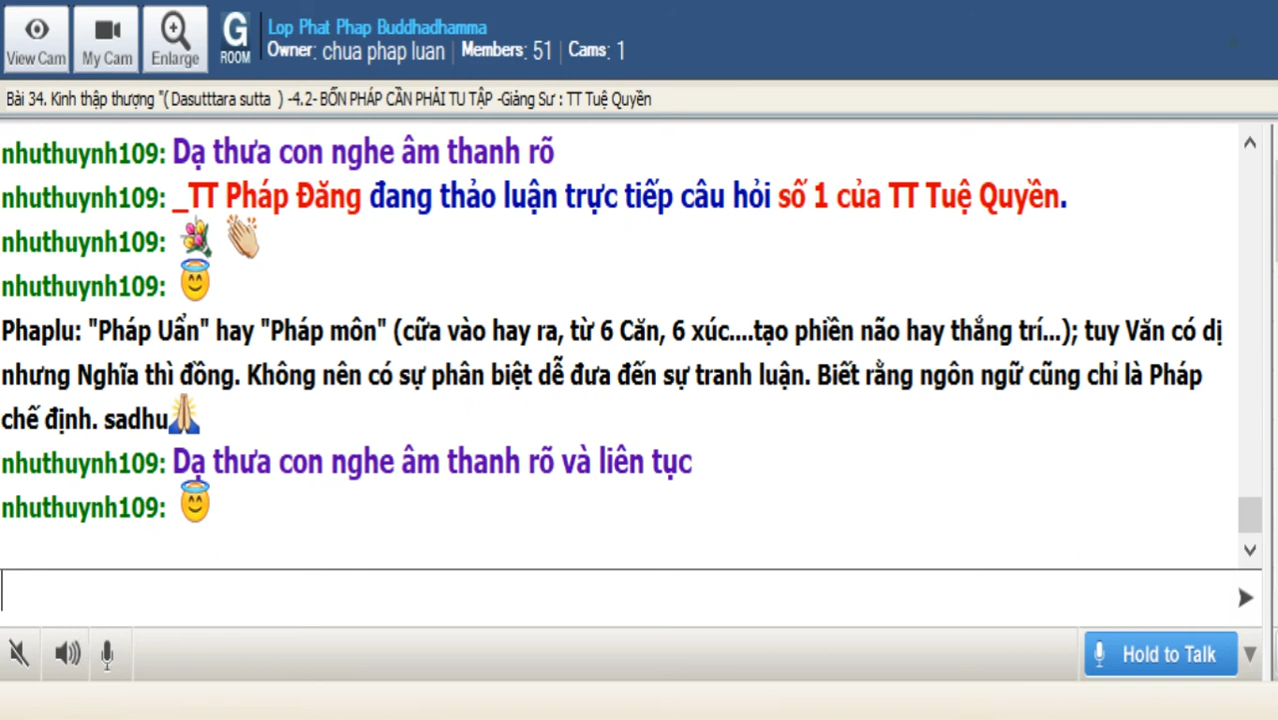 View Cam
My Cam
Enlarge
G
ROOM
Lop Phat Phap Buddhadhamma
Owner: chua phap luan | Members: 51 | Cams: 1
Bài 34. Kinh thập thượng "( Dasutttara sutta ) -4.2- BỐN PHÁP CẦN PHẢI TU TẬP -Giảng Sư : TT Tuệ Quyền
nhuthuynh109: Dạ thưa con nghe âm thanh rõ
nhuthuynh109: _TT Pháp Đăng đang thảo luận trực tiếp câu hỏi số 1 của TT Tuệ Quyền.
nhuthuynh109:
nhuthuynh109:
Phaplu: "Pháp Uẩn" hay "Pháp môn" (cữa vào hay ra, từ 6 Căn, 6 xúc....tạo phiền não hay thắng trí...); tuy Văn có dị
nhưng Nghĩa thì đồng. Không nên có sự phân biệt dễ đưa đến sự tranh luận. Biết rằng ngôn ngữ cũng chỉ là Pháp
chế định. sadhu
nhuthuynh109: Dạ thưa con nghe âm thanh rõ và liên tục
nhuthuynh109:
Hold to Talk